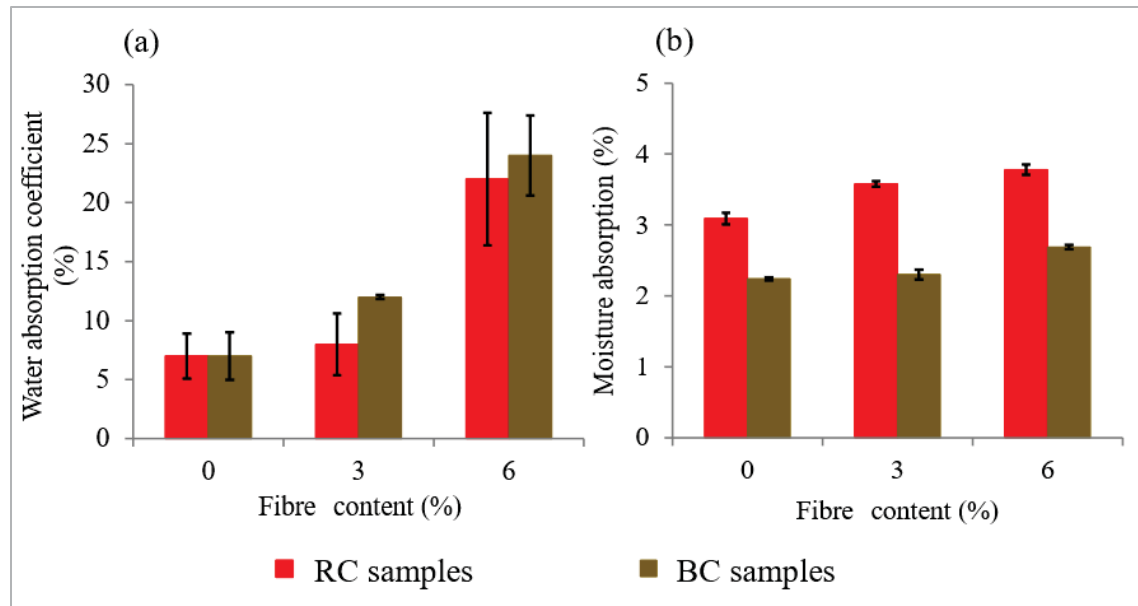 (a)
Water absorption coefficient
(%)
30
25
20
15
10
5
0
0 3 6
Fibre content (%)
(b)
Moisture absorption (%)
5
4
3
2
1
0
0 3 6
Fibre content (%)
RC samples BC samples